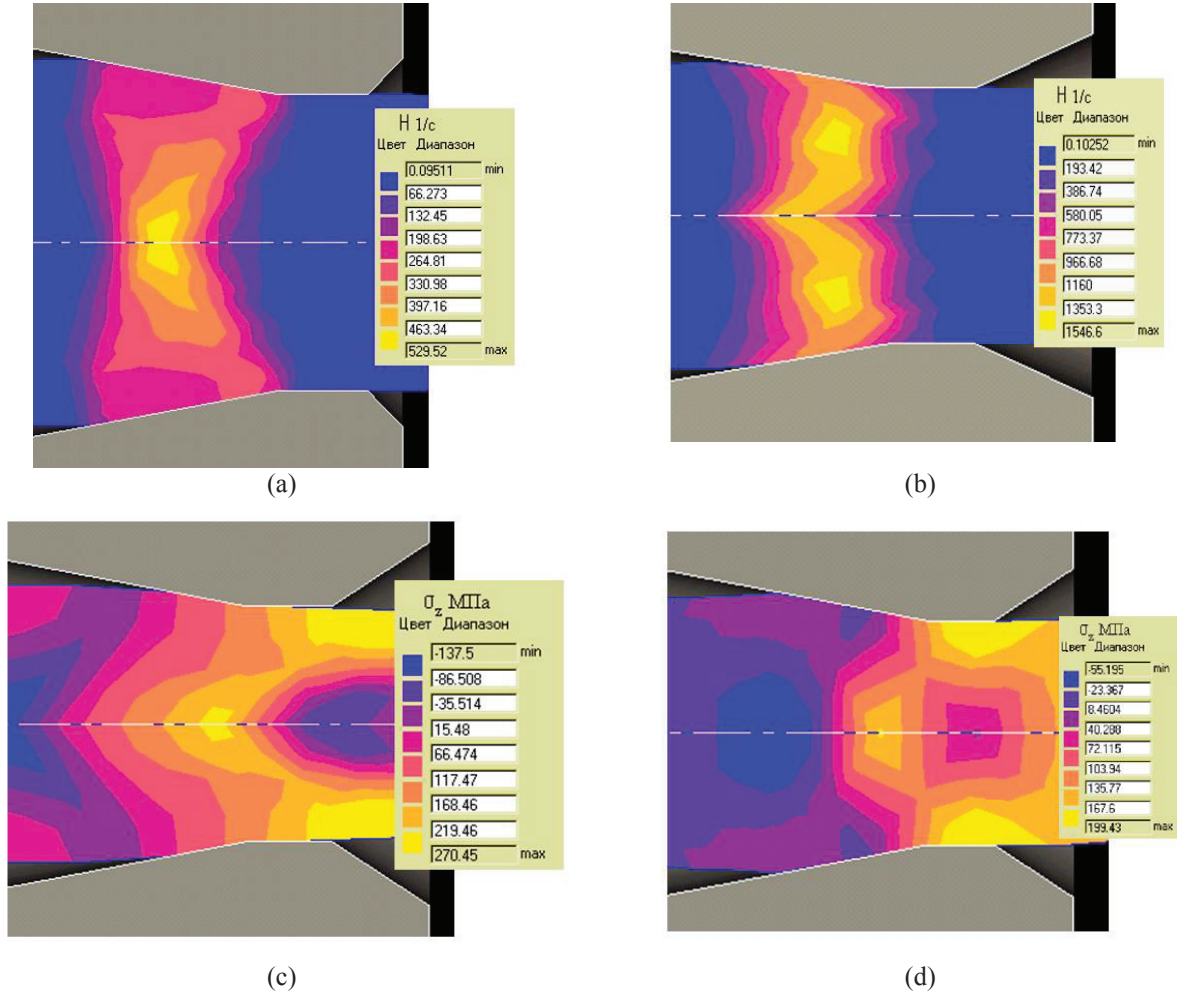 H 1/c
Цвет Диапазон
0.09511 min
66.273
132.45
198.63
264.81
330.98
397.16
463.34
529.52 max
(a)
H 1/c
Цвет Диапазон
0.10252 min
193.42
386.74
580.05
773.37
966.68
1160
1353.3
1546.6 max
(b)
σz МПа
Цвет Диапазон
-137.5 min
-86.508
-35.514
15.48
66.474
117.47
168.46
219.46
270.45 max
(c)
σz МПа
Цвет Диапазон
-55.195 min
-23.367
8.4604
40.288
72.115
103.94
135.77
167.6
199.43 max
(d)